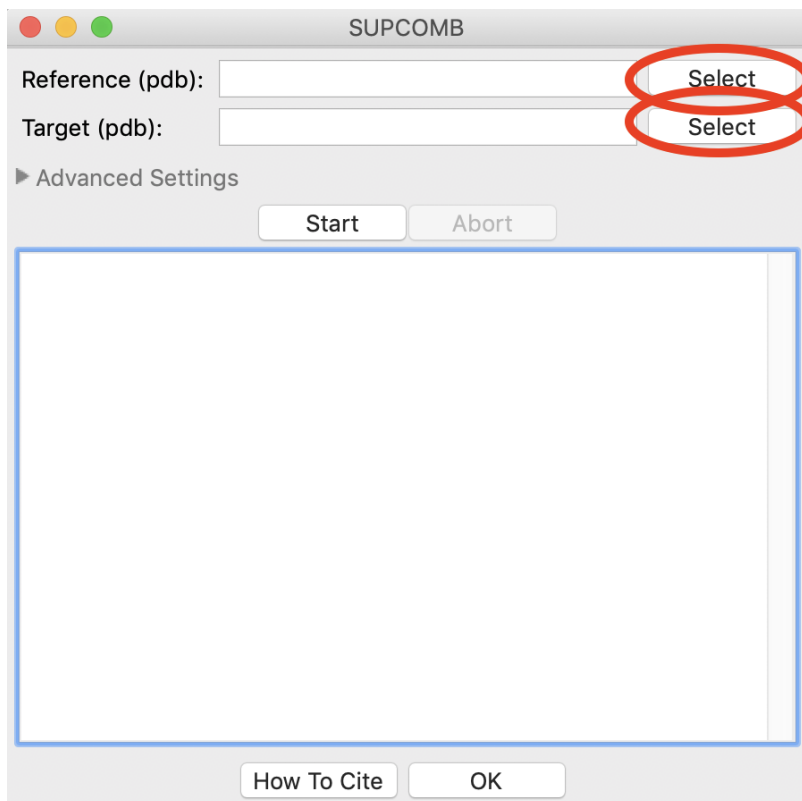 SUPCOMB
Reference (pdb): Select
Target (pdb): Select
Advanced Settings
Start Abort
How To Cite OK